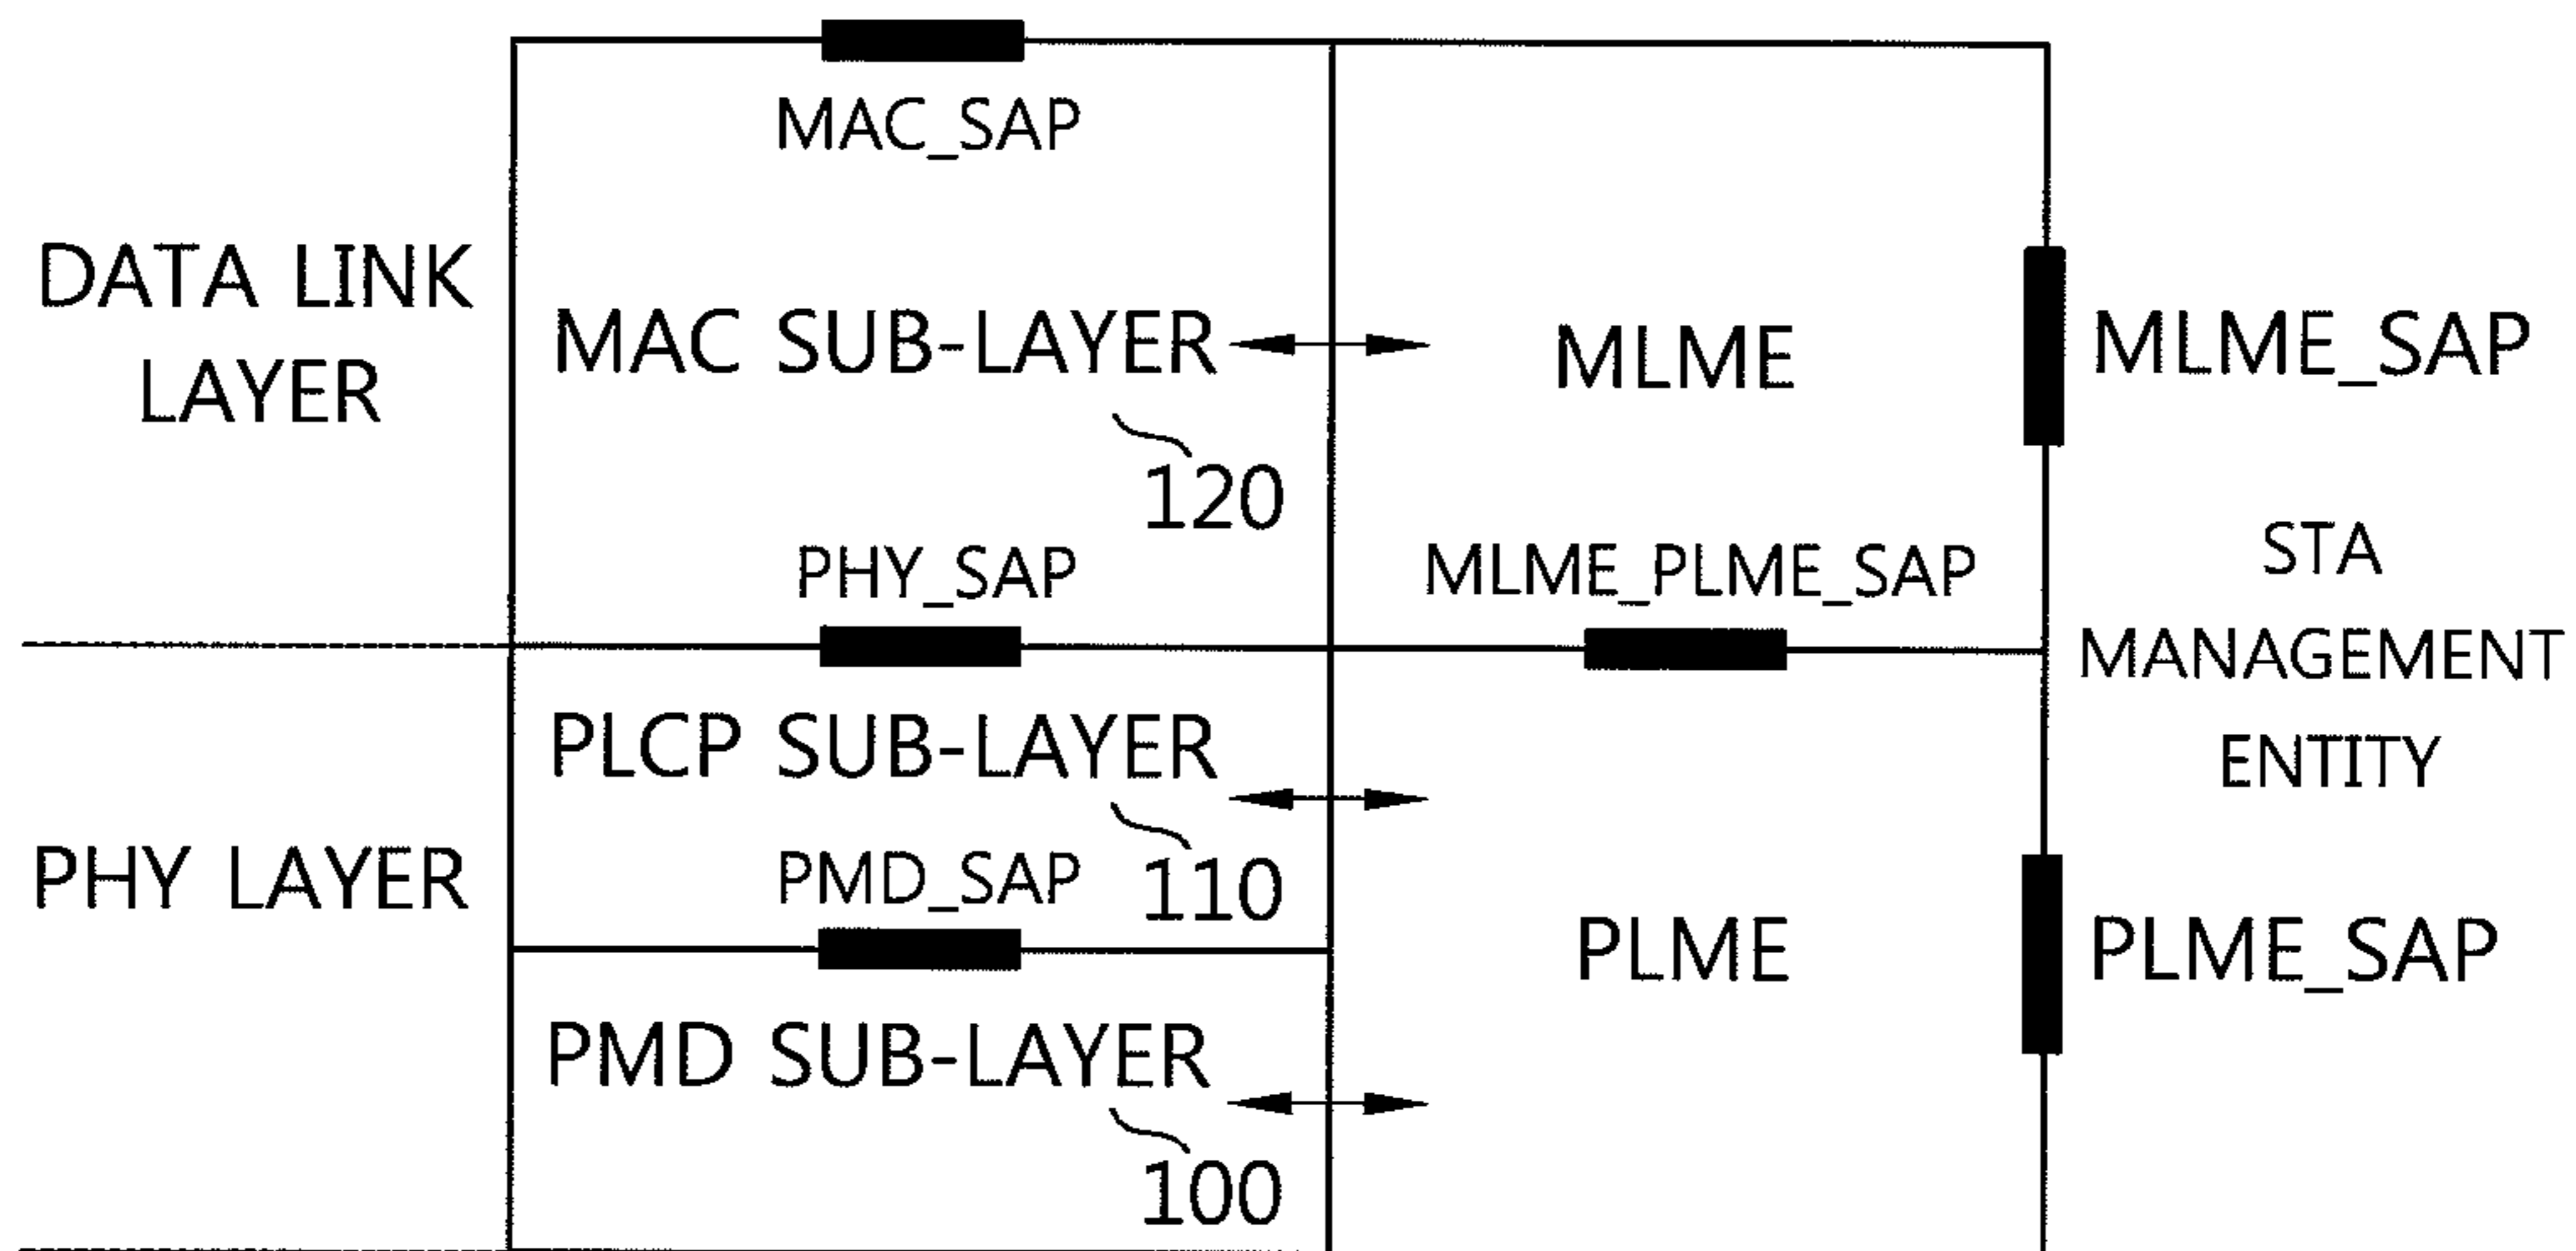 MAC_SAP
DATA LINK
LAYER
MAC SUB-LAYER
120
MLME
MLME_SAP
PHY_SAP
MLME_PLME_SAP
STA
MANAGEMENT
ENTITY
PLCP SUB-LAYER
110
PHY LAYER
PMD_SAP
PLME
PLME_SAP
PMD SUB-LAYER
100